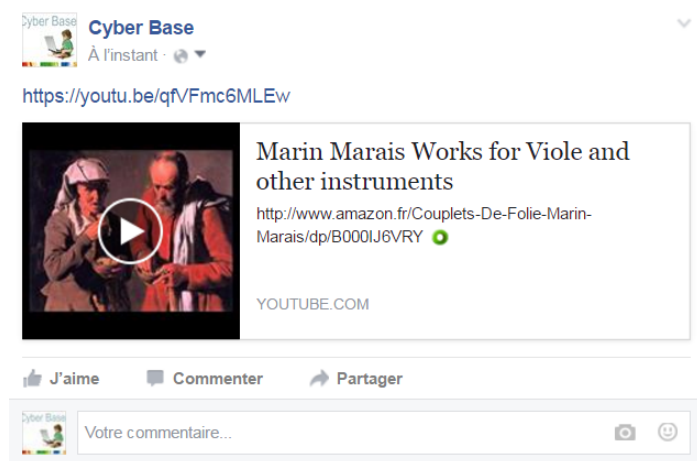 Cyber Base
Cyber Base
À l'instant ·
https://youtu.be/qfVFmc6MLEw
Marin Marais Works for Viole and
other instruments
http://www.amazon.fr/Couplets-De-Folie-Marin-
Marais/dp/B000IJ6VRY
YOUTUBE.COM
J'aime Commenter Partager
Cyber Base
Votre commentaire...